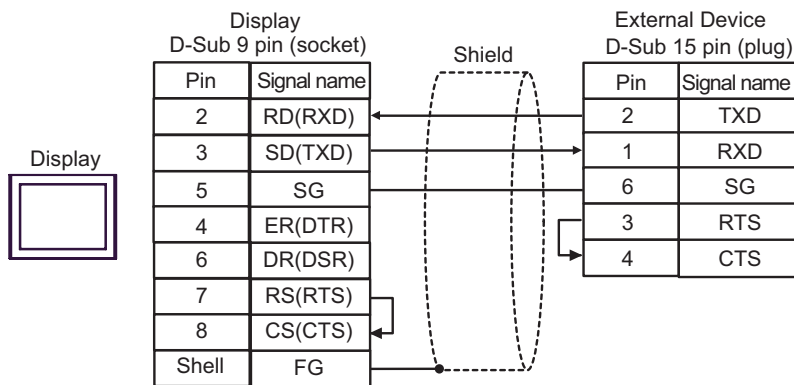 Display
D-Sub 9 pin (socket)
Shield
External Device
D-Sub 15 pin (plug)
Pin Signal name
2 RD(RXD)
3 SD(TXD)
5 SG
4 ER(DTR)
6 DR(DSR)
7 RS(RTS)
8 CS(CTS)
Shell FG
Pin Signal name
2 TXD
1 RXD
6 SG
3 RTS
4 CTS
Display